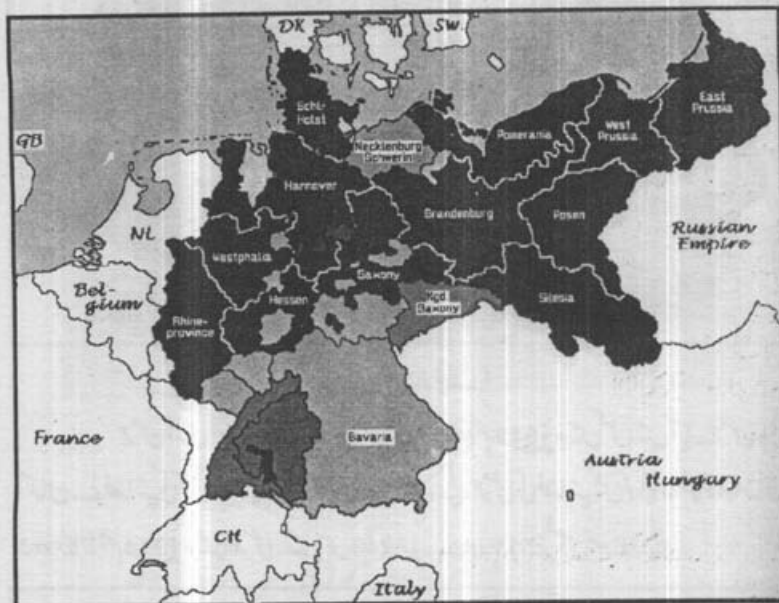 DK
SW.
GB
Schl-
Holst
Necklenburg
Schwerin
Pomerania
West
Prussia
East
Prussia
Hannover
Brandenburg
Posen
Russian
Empire
NL
Westphalia
Saxony
Bel-
gium
Hessen
Kgd
Saxony
Silesia
Rhine-
province
France
Bavaria
Austria
Hungary
CH
Italy